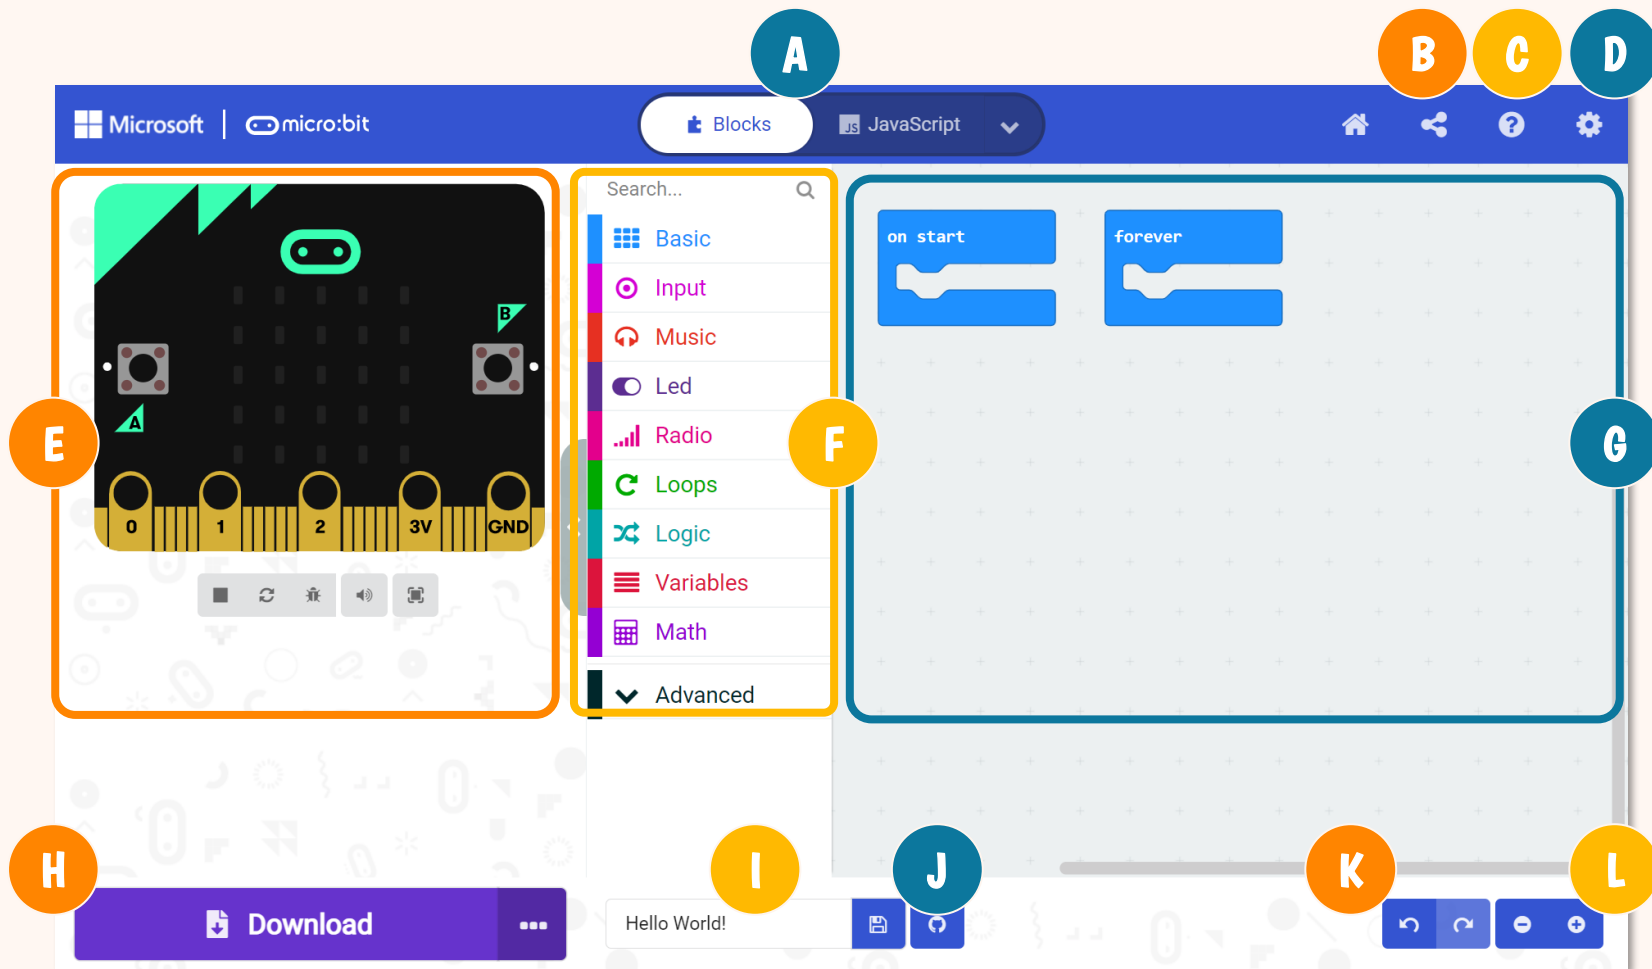 A
B
C
D
Microsoft | micro:bit
Blocks
JS JavaScript
Search...
Basic
Input
Music
Led
Radio
Loops
Logic
Variables
Math
Advanced
on start
forever
B
A
0 1 2 3V GND
E
F
G
H
I
J
K
L
Download
Hello World!